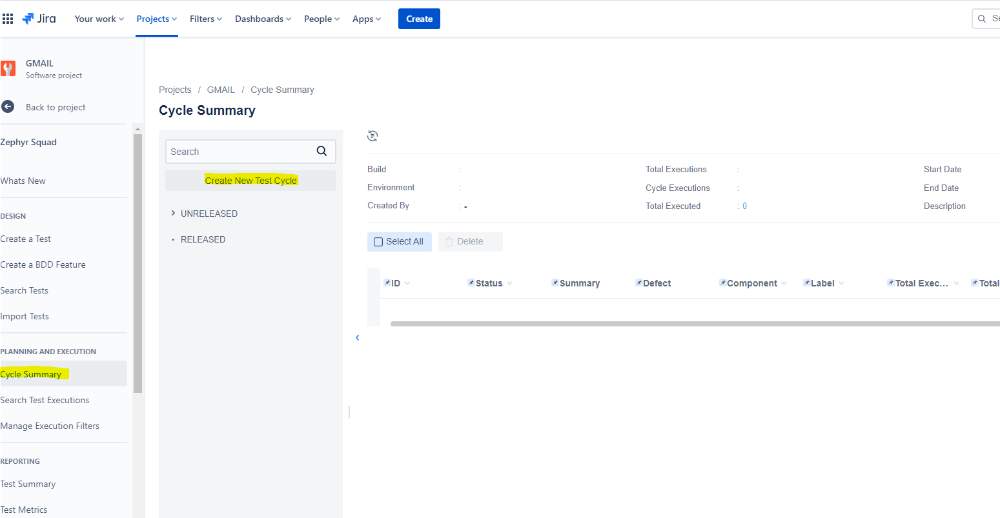 Jira Your work Projects Filters Dashboards People Apps Create Se
GMAIL
Software project
Back to project
Zephyr Squad
Whats New
DESIGN
Create a Test
Create a BDD Feature
Search Tests
Import Tests
PLANNING AND EXECUTION
Cycle Summary
Search Test Executions
Manage Execution Filters
REPORTING
Test Summary
Test Metrics
Projects / GMAIL / Cycle Summary
Cycle Summary
Search
Create New Test Cycle
UNRELEASED
RELEASED
Build : Total Executions : Start Date
Environment : Cycle Executions : End Date
Created By : - Total Executed : 0 Description
Select All Delete
ID Status Summary Defect Component Label Total Exec... Total